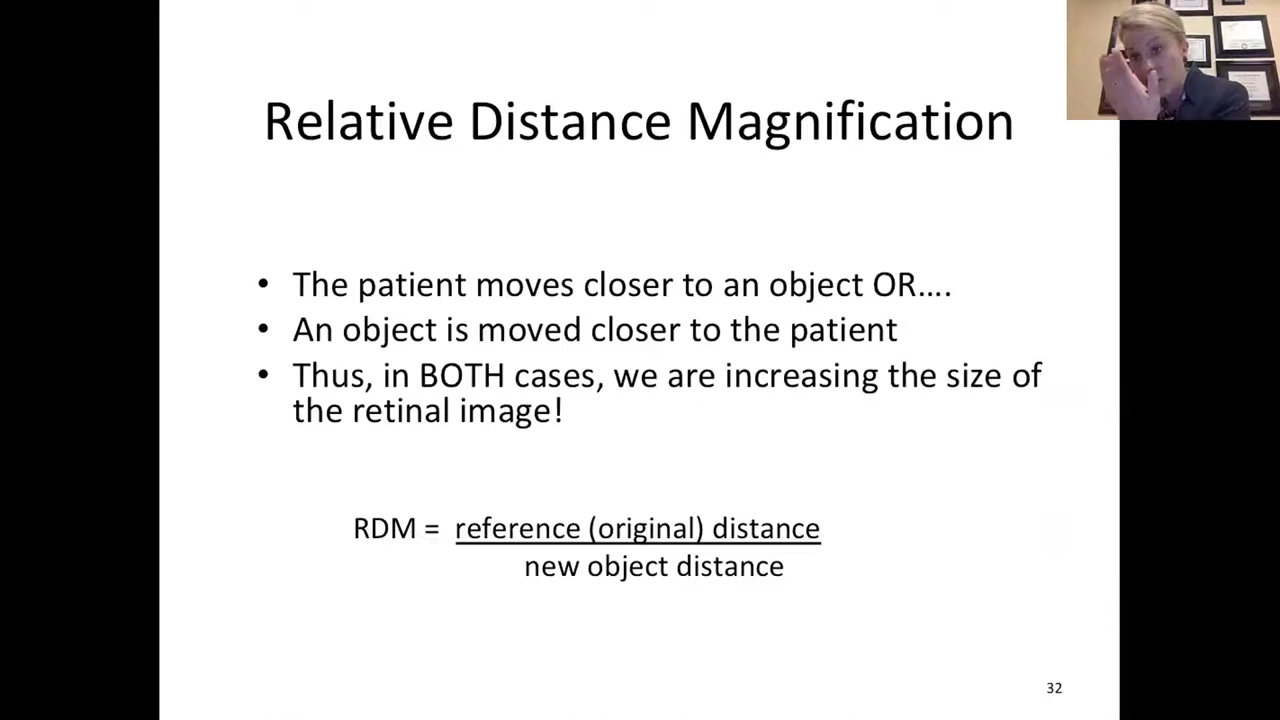 Relative Distance Magnification
• The patient moves closer to an object OR….
• An object is moved closer to the patient
• Thus, in BOTH cases, we are increasing the size of
the retinal image!
RDM = reference (original) distance
new object distance
32